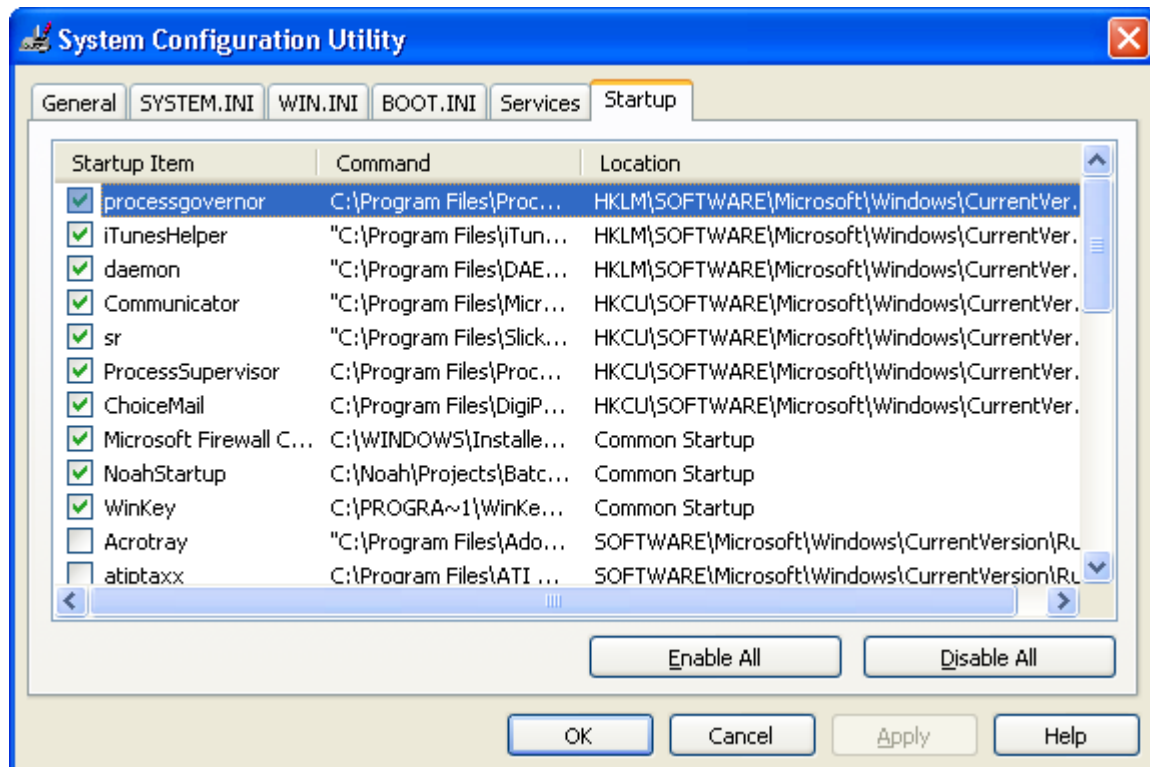 System Configuration Utility
General SYSTEM.INI WIN.INI BOOT.INI Services Startup
Startup Item Command Location
processgovernor C:\Program Files\Proc... HKLM\SOFTWARE\Microsoft\Windows\CurrentVer.
iTunesHelper "C:\Program Files\iTun... HKLM\SOFTWARE\Microsoft\Windows\CurrentVer.
daemon "C:\Program Files\DAE... HKLM\SOFTWARE\Microsoft\Windows\CurrentVer.
Communicator "C:\Program Files\Micr... HKCU\SOFTWARE\Microsoft\Windows\CurrentVer.
sr "C:\Program Files\Slick... HKCU\SOFTWARE\Microsoft\Windows\CurrentVer.
ProcessSupervisor C:\Program Files\Proc... HKCU\SOFTWARE\Microsoft\Windows\CurrentVer.
ChoiceMail C:\Program Files\DigiP... HKCU\SOFTWARE\Microsoft\Windows\CurrentVer.
Microsoft Firewall C... C:\WINDOWS\Installe... Common Startup
NoahStartup C:\Noah\Projects\Batc... Common Startup
WinKey C:\PROGRA~1\WinKe... Common Startup
Acrotray "C:\Program Files\Ado... SOFTWARE\Microsoft\Windows\CurrentVersion\Ru
atiptaxx C:\Program Files\ATI ... SOFTWARE\Microsoft\Windows\CurrentVersion\Ru
Enable All Disable All
OK Cancel Apply Help